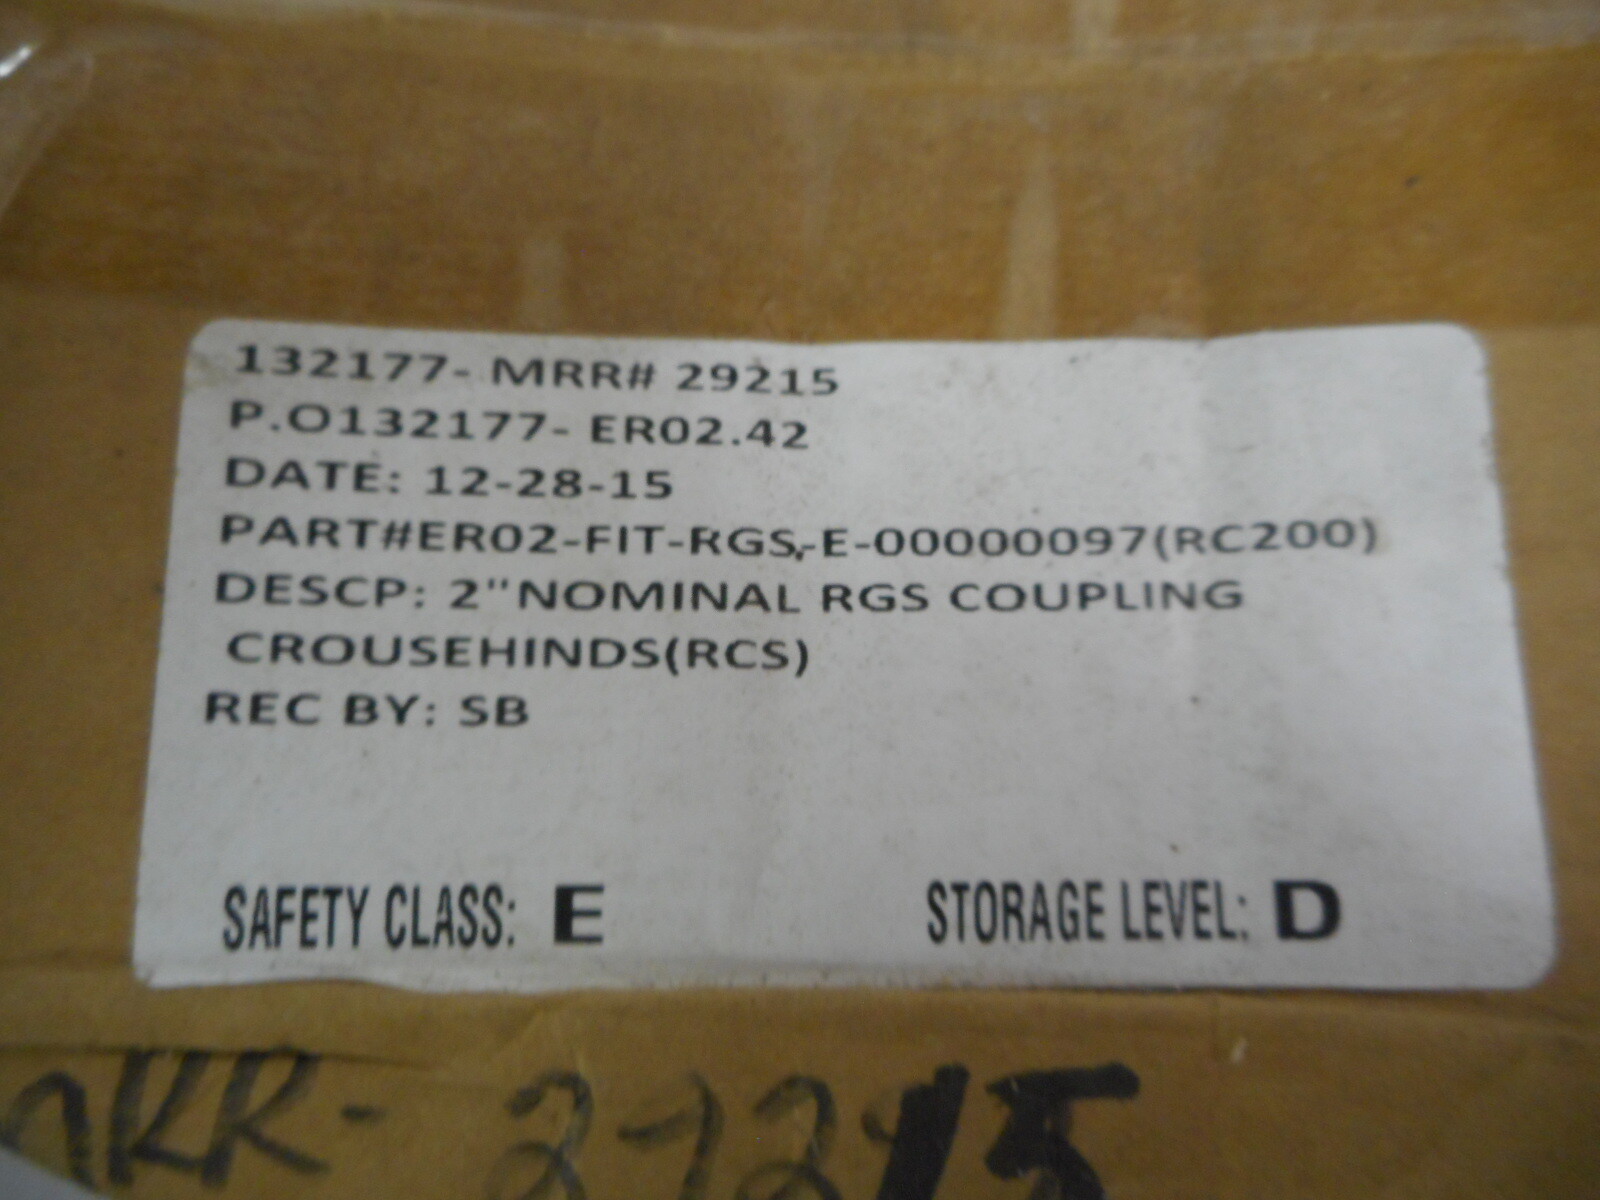 132177- MRR# 29215
P.O132177- ER02.42
DATE: 12-28-15
PART#ER02-FIT-RGS,-E-00000097(RC200)
DESCP: 2"NOMINAL RGS COUPLING
CROUSEHINDS(RCS)
REC BY: SB
SAFETY CLASS: E STORAGE LEVEL: D